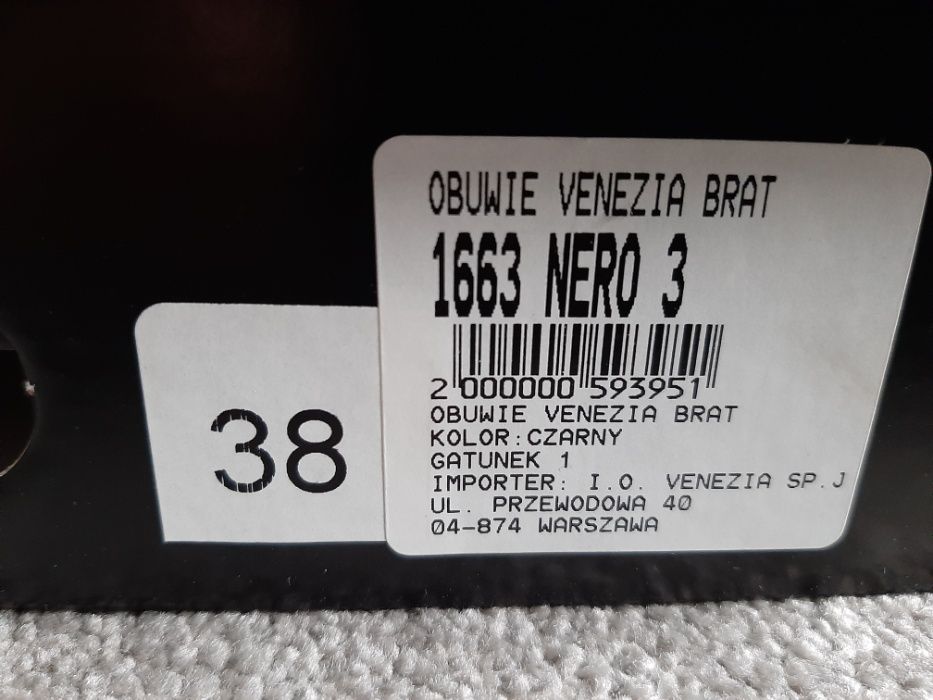 OBUWIE VENEZIA BRAT
1663 NERO 3
2 000000 593951
OBUWIE VENEZIA BRAT
KOLOR:CZARNY
GATUNEK 1
IMPORTER: I.O. VENEZIA SP.J
UL. PRZEWODOWA 40
04-874 WARSZAWA
38